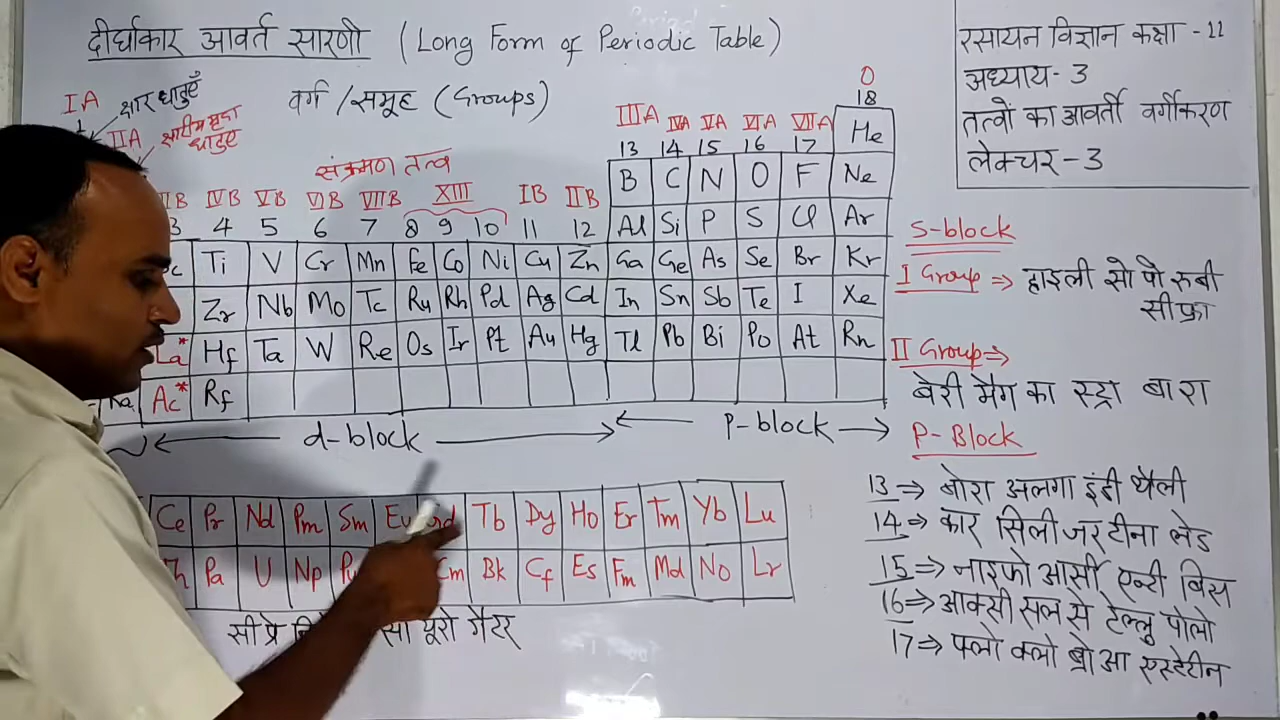 दीर्घाकार आवर्त सारणी (Long Form of Periodic Table)
रसायन विज्ञान कक्षा - 11
अध्याय - 3
तत्वों का आवर्ती वर्गीकरण
लेक्चर - 3
IA
क्षार धातुएँ
IIA
क्षारीय मृदा
धातुएं
वर्ग / समूह (Groups)
संक्रमण तत्व
0
18
IIIA IVA VA VIA VIIA
13 14 15 16 17 He
B C N O F Ne
IVB VB VIB VIIB XIII IB IIB
3 4 5 6 7 8 9 10 11 12 Al Si P S Cl Ar
Ti V Cr Mn Fe Co Ni Cu Zn Ga Ge As Se Br Kr
Zr Nb Mo Tc Ru Rh Pd Ag Cd In Sn Sb Te I Xe
La* Hf Ta W Re Os Ir Pt Au Hg Tl Pb Bi Po At Rn
Ra Ac* Rf
d-block
P-block
Ce Pr Nd Pm Sm Eu Tb Dy Ho Er Tm Yb Lu
Pa U Np Cm Bk Cf Es Fm Md No Lr
सी प्रे यूरो गैटर
S-block
I Group ⇒ हाइली सो पो रुबी
सीफ्रा
II Group ⇒
बेरी मैग का स्ट्रा बा रा
P-Block
13 ⇒ बोरा अलगा इंडी थैली
14 ⇒ कार सिली जर टीना लेड
15 ⇒ नाइफो आर्सी एन्टी बिस
16 ⇒ आक्सी सल से टेल्लु पोलो
17 ⇒ फ्लो क्लो ब्रो आ एस्टेटीन